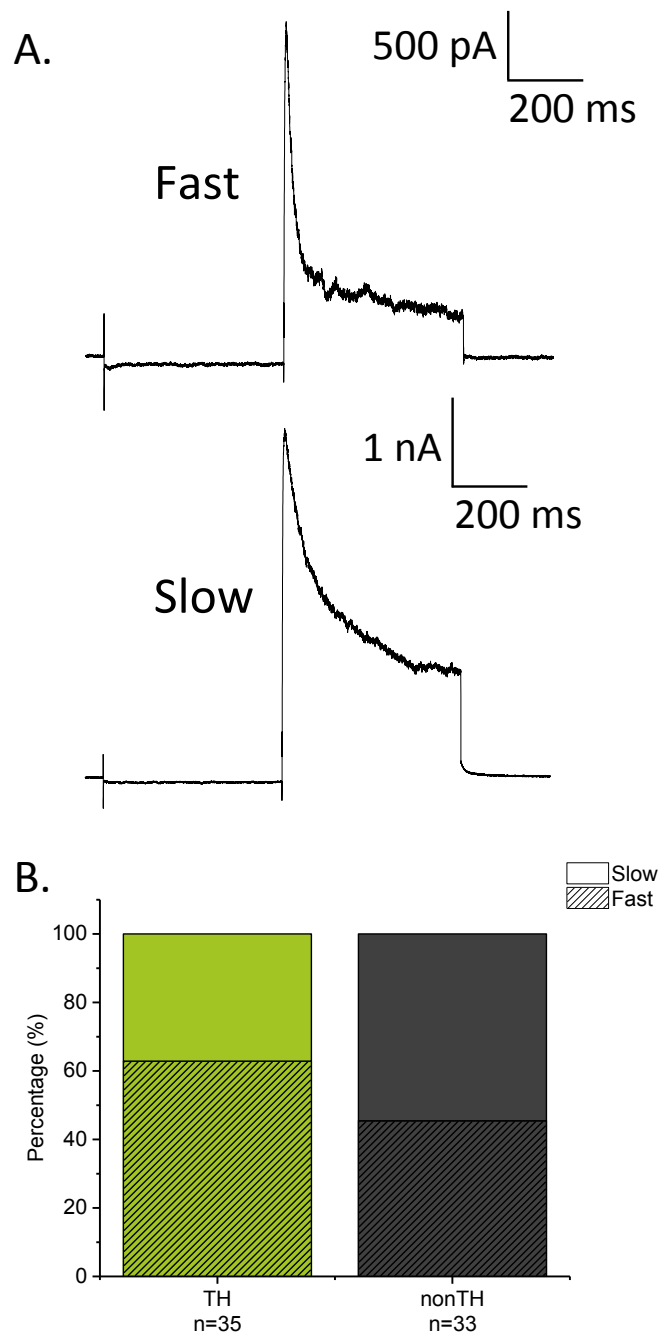 A.
500 pA
200 ms
Fast
1 nA
200 ms
Slow
B.
Slow
Fast
100
80
60
40
20
0
Percentage (%)
TH
n=35
nonTH
n=33